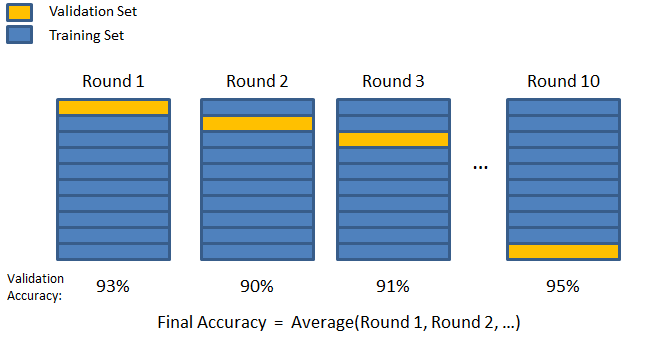 Validation Set
Training Set
Round 1 Round 2 Round 3 Round 10
...
Validation
Accuracy: 93% 90% 91% 95%
Final Accuracy = Average(Round 1, Round 2, ...)